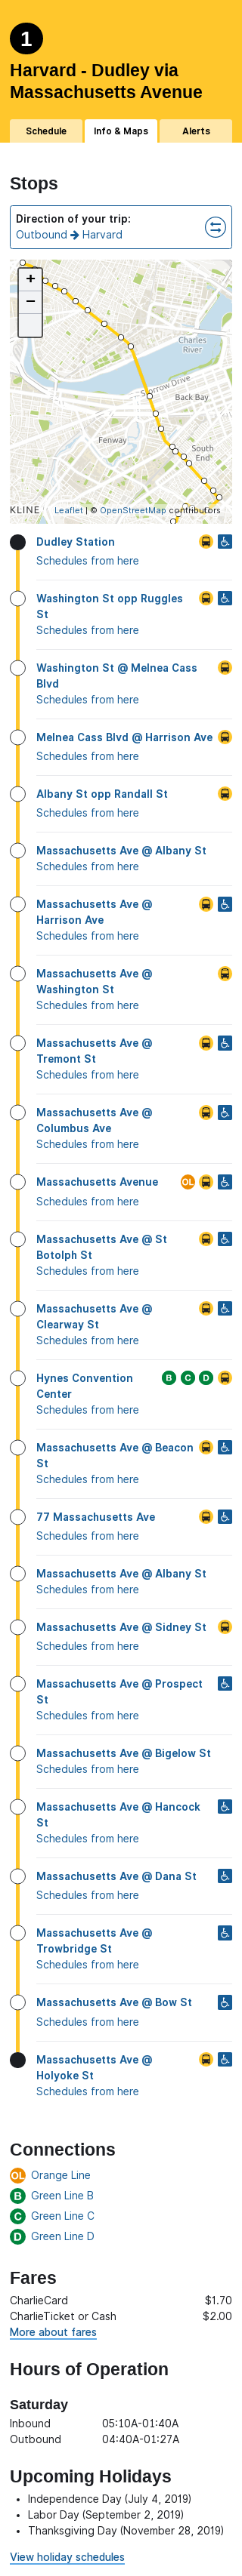 1
Harvard - Dudley via
Massachusetts Avenue
Schedule
Info & Maps
Alerts
Stops
Direction of your trip:
Outbound → Harvard
+
−
Charles
River
Storrow Drive
Back Bay
Fenway
South
End
KLINE
Leaflet | © OpenStreetMap contributors
Dudley Station
Schedules from here
Washington St opp Ruggles
St
Schedules from here
Washington St @ Melnea Cass
Blvd
Schedules from here
Melnea Cass Blvd @ Harrison Ave
Schedules from here
Albany St opp Randall St
Schedules from here
Massachusetts Ave @ Albany St
Schedules from here
Massachusetts Ave @
Harrison Ave
Schedules from here
Massachusetts Ave @
Washington St
Schedules from here
Massachusetts Ave @
Tremont St
Schedules from here
Massachusetts Ave @
Columbus Ave
Schedules from here
Massachusetts Avenue
OL
Schedules from here
Massachusetts Ave @ St
Botolph St
Schedules from here
Massachusetts Ave @
Clearway St
Schedules from here
Hynes Convention
Center
B C D
Schedules from here
Massachusetts Ave @ Beacon
St
Schedules from here
77 Massachusetts Ave
Schedules from here
Massachusetts Ave @ Albany St
Schedules from here
Massachusetts Ave @ Sidney St
Schedules from here
Massachusetts Ave @ Prospect
St
Schedules from here
Massachusetts Ave @ Bigelow St
Schedules from here
Massachusetts Ave @ Hancock
St
Schedules from here
Massachusetts Ave @ Dana St
Schedules from here
Massachusetts Ave @
Trowbridge St
Schedules from here
Massachusetts Ave @ Bow St
Schedules from here
Massachusetts Ave @
Holyoke St
Schedules from here
Connections
OL Orange Line
B Green Line B
C Green Line C
D Green Line D
Fares
CharlieCard $1.70
CharlieTicket or Cash $2.00
More about fares
Hours of Operation
Saturday
Inbound 05:10A-01:40A
Outbound 04:40A-01:27A
Upcoming Holidays
• Independence Day (July 4, 2019)
• Labor Day (September 2, 2019)
• Thanksgiving Day (November 28, 2019)
View holiday schedules